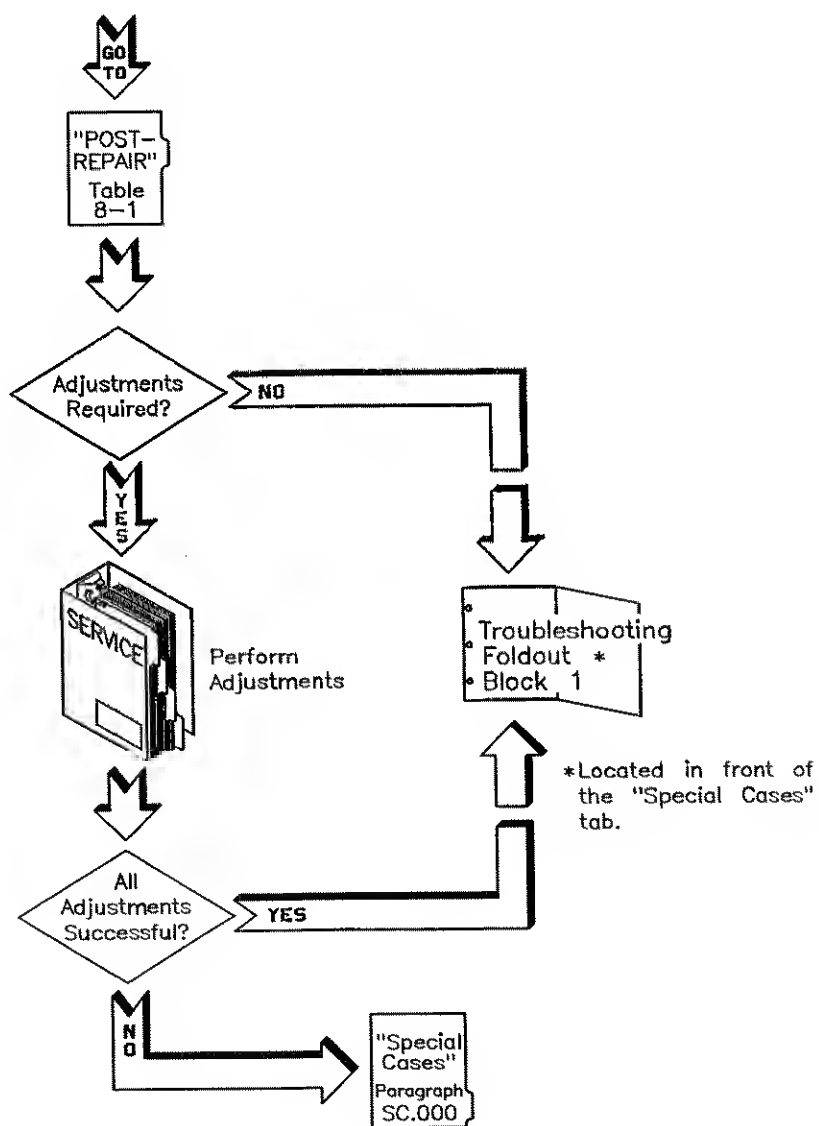 GO
TO
"POST-
REPAIR"
Table
8-1
Adjustments
Required?
NO
YES
SERVICE
Perform
Adjustments
Troubleshooting
Foldout *
Block 1
*Located in front of
the "Special Cases"
tab.
All
Adjustments
Successful?
YES
NO
"Special
Cases"
Paragraph
SC.000